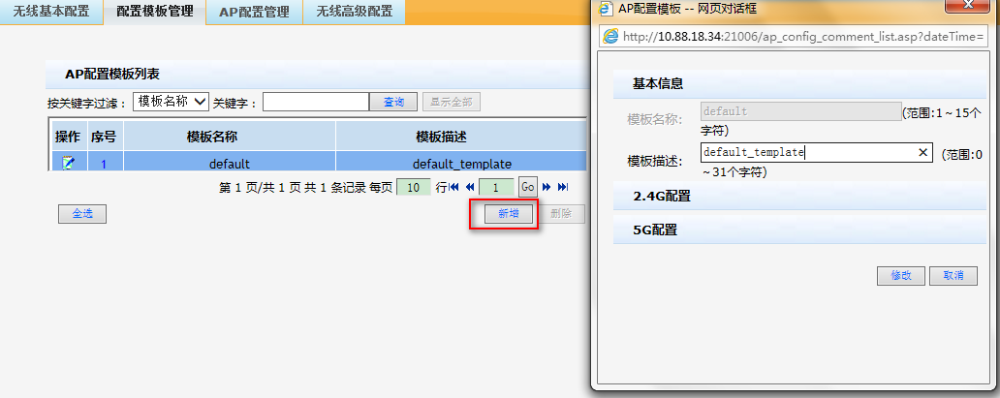 无线基本配置 配置模板管理 AP配置管理 无线高级配置
AP配置模板列表
按关键字过滤： 模板名称 关键字： 查询 显示全部
操作 序号 模板名称 模板描述
1 default default_template
第 1 页/共 1 页 共 1 条记录 每页 10 行 1 Go
全选 新增 删除
AP配置模板 -- 网页对话框
http://10.88.18.34:21006/ap_config_comment_list.asp?dateTime=
基本信息
模板名称: default (范围:1～15个
字符)
模板描述: default_template (范围:0
～31个字符)
2.4G配置
5G配置
修改 取消